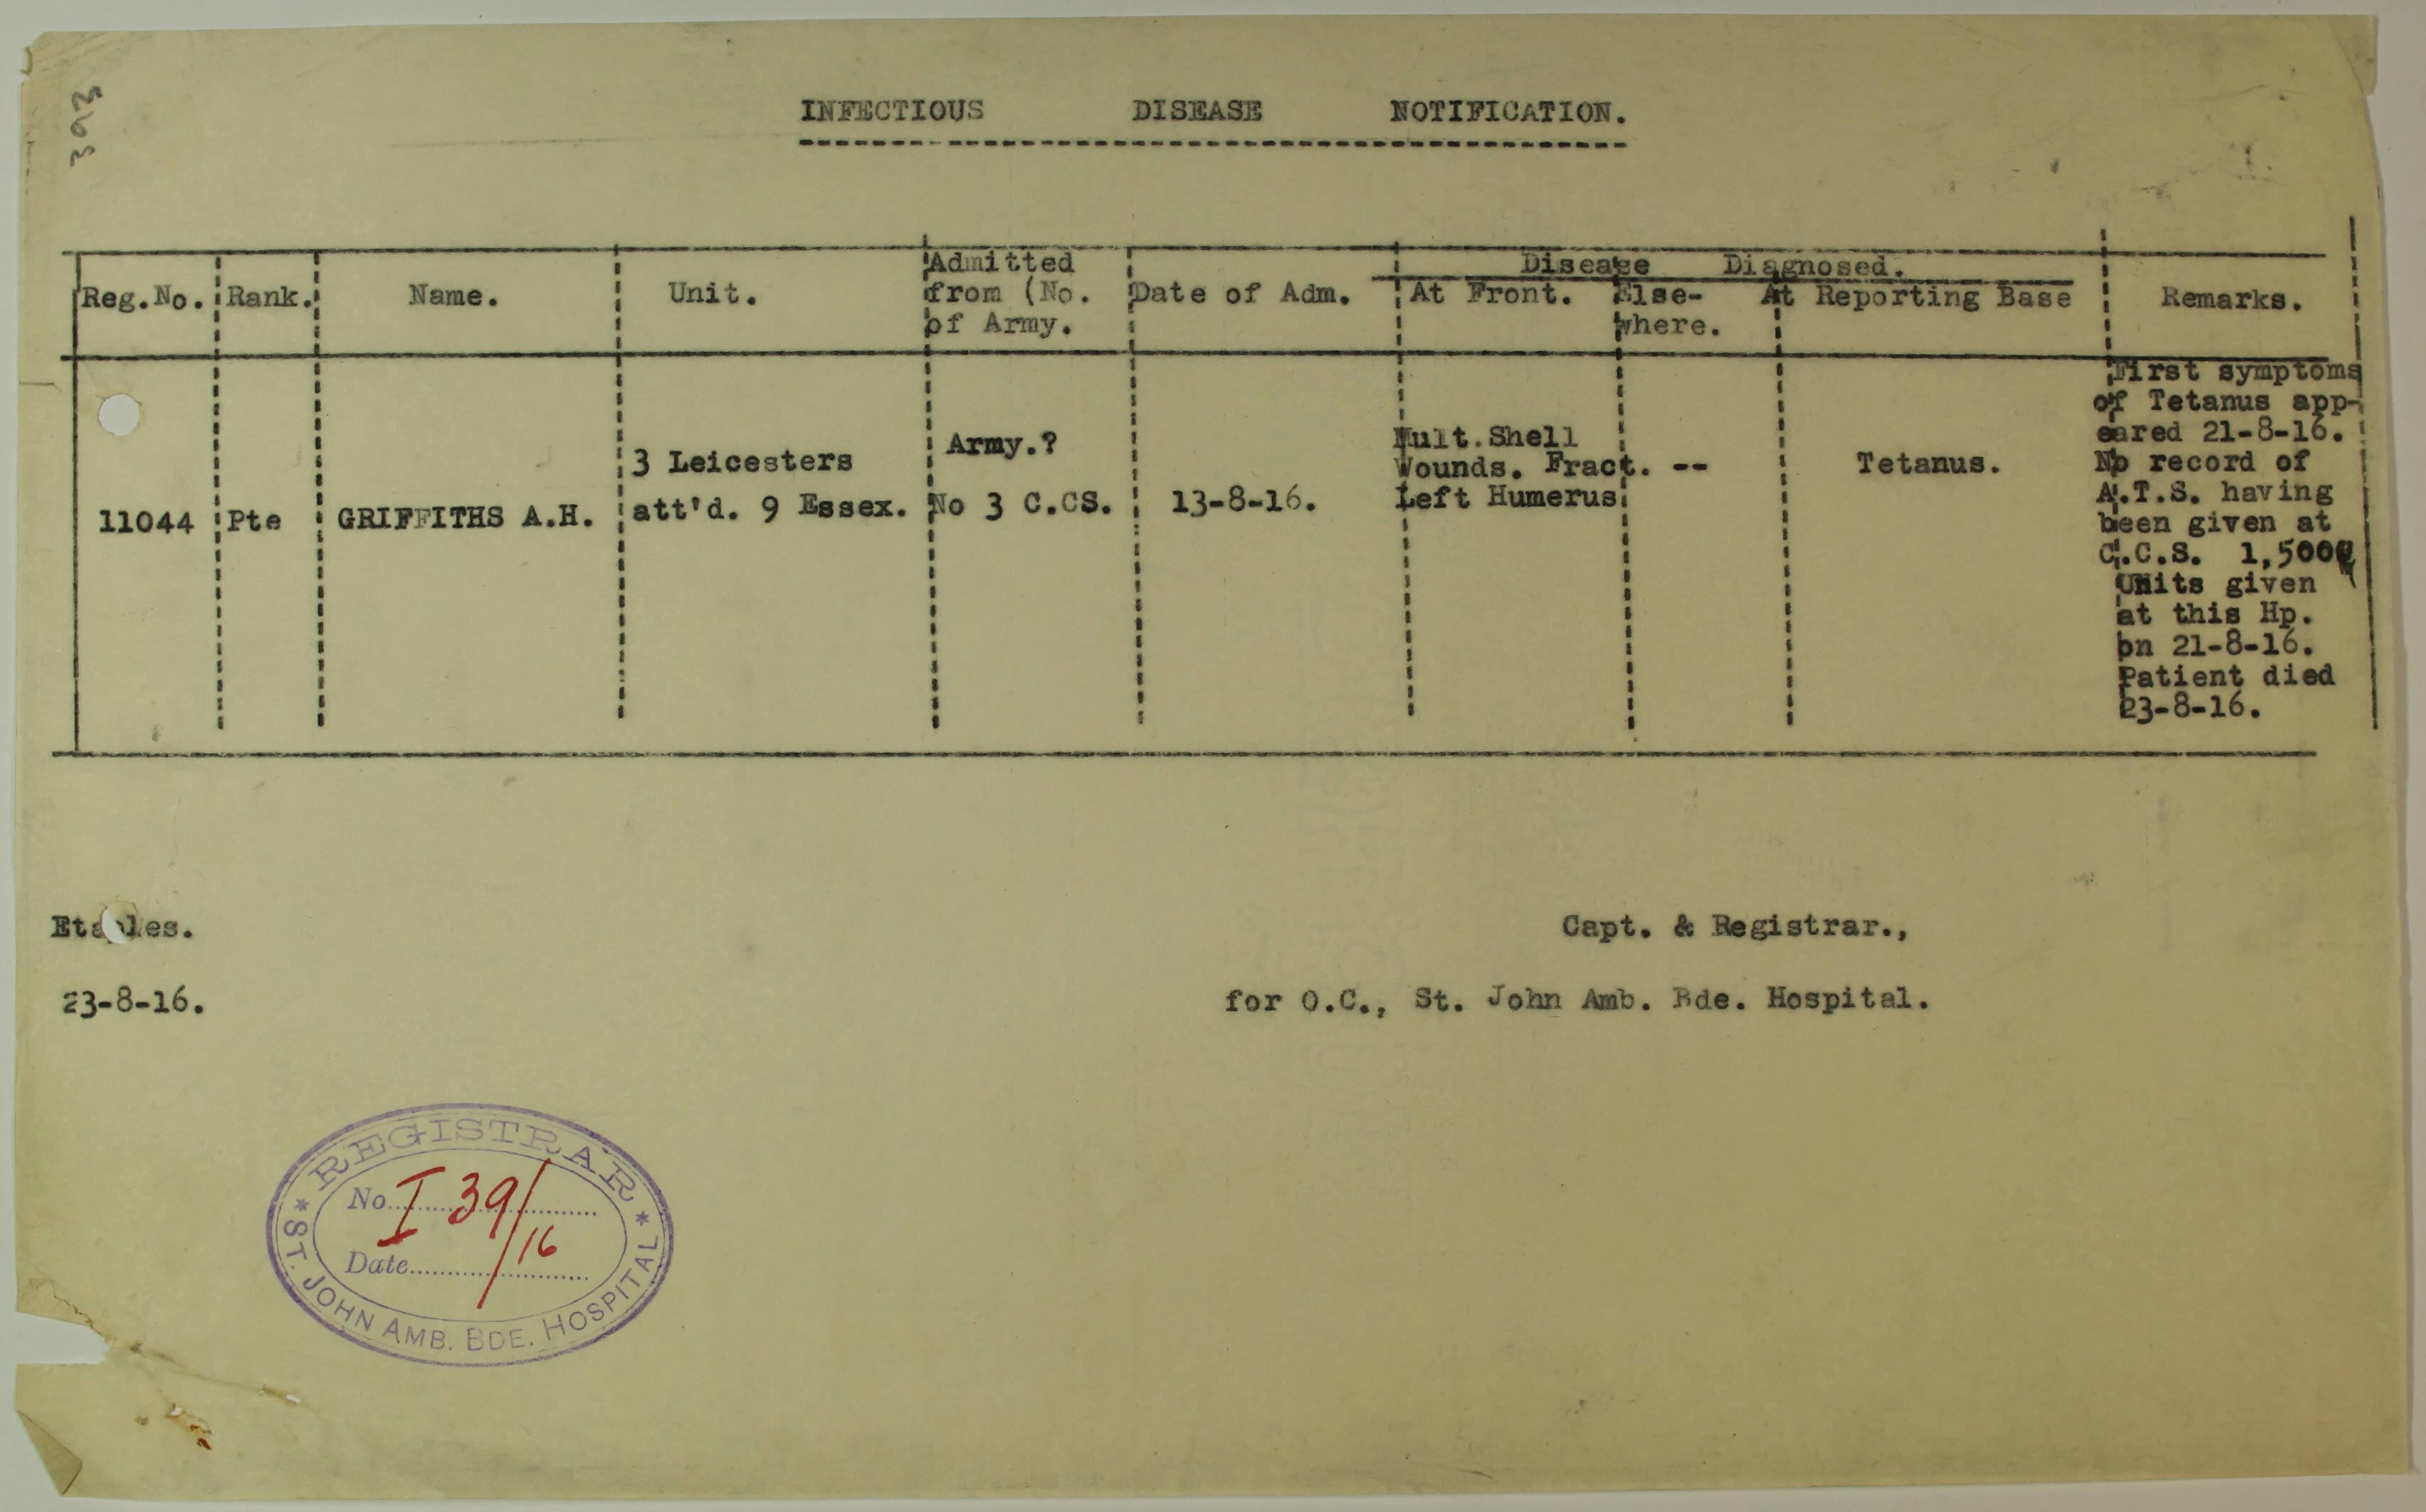 393
INFECTIOUS DISEASE NOTIFICATION.
Reg.No. Rank. Name. Unit. Admitted from (No. of Army. Date of Adm. Disease Diagnosed. At Front. Else-where. At Reporting Base Remarks.
11044 Pte GRIFFITHS A.H.
3 Leicesters
att'd. 9 Essex.
Army.?
No 3 C.CS.
13-8-16.
Mult.Shell
Wounds. Fract.
Left Humerus
--
Tetanus.
First symptoms
of Tetanus app-
eared 21-8-16.
No record of
A.T.S. having
been given at
C.C.S. 1,500
Units given
at this Hp.
on 21-8-16.
Patient died
23-8-16.
Etaples.
23-8-16.
Capt. & Registrar.,
for O.C., St. John Amb. Bde. Hospital.
REGISTRAR
No. I 39/16
Date
ST. JOHN AMB. BDE. HOSPITAL